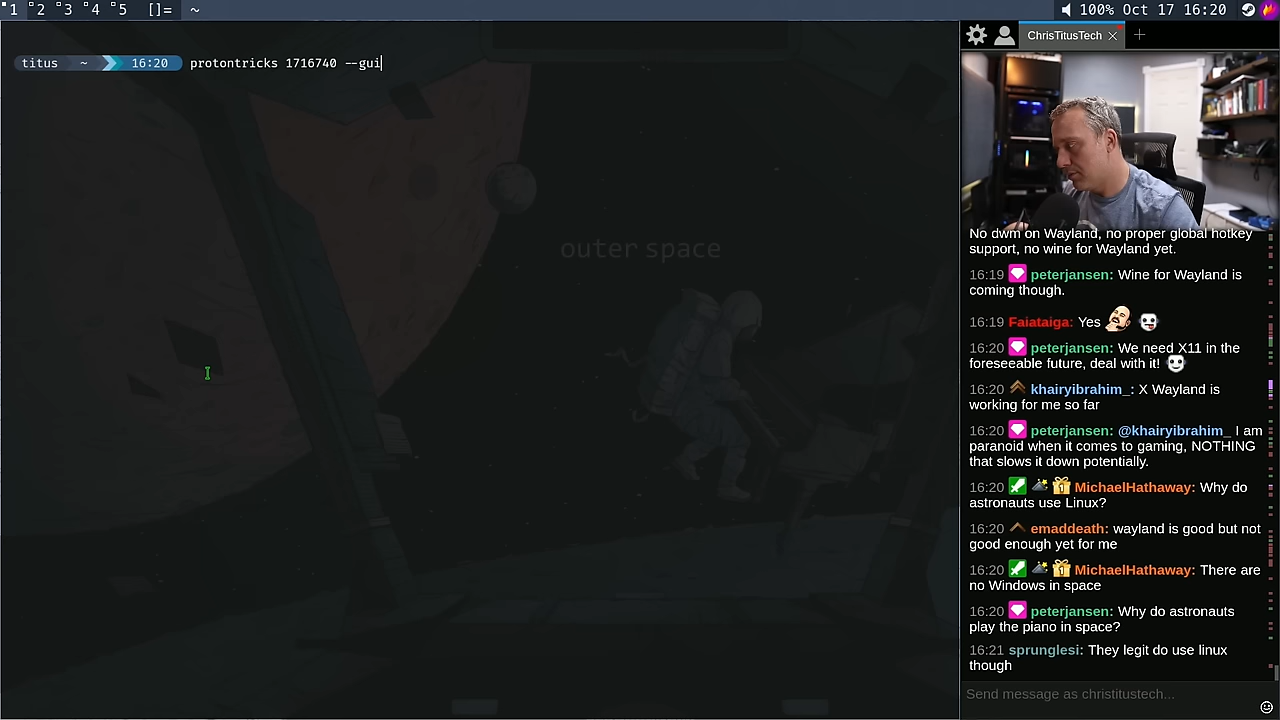 1 2 3 4 5 []= ~ 100% Oct 17 16:20
ChrisTitusTech
titus ~ 16:20 protontricks 1716740 --gui
outer space
No dwm on Wayland, no proper global hotkey
support, no wine for Wayland yet.
16:19 peterjansen: Wine for Wayland is
coming though.
16:19 Faiataiga: Yes
16:20 peterjansen: We need X11 in the
foreseeable future, deal with it!
16:20 khairyibrahim_: X Wayland is
working for me so far
16:20 peterjansen: @khairyibrahim_ I am
paranoid when it comes to gaming, NOTHING
that slows it down potentially.
16:20 MichaelHathaway: Why do
astronauts use Linux?
16:20 emaddeath: wayland is good but not
good enough yet for me
16:20 MichaelHathaway: There are
no Windows in space
16:20 peterjansen: Why do astronauts
play the piano in space?
16:21 sprunglesi: They legit do use linux
though
Send message as christitustech...